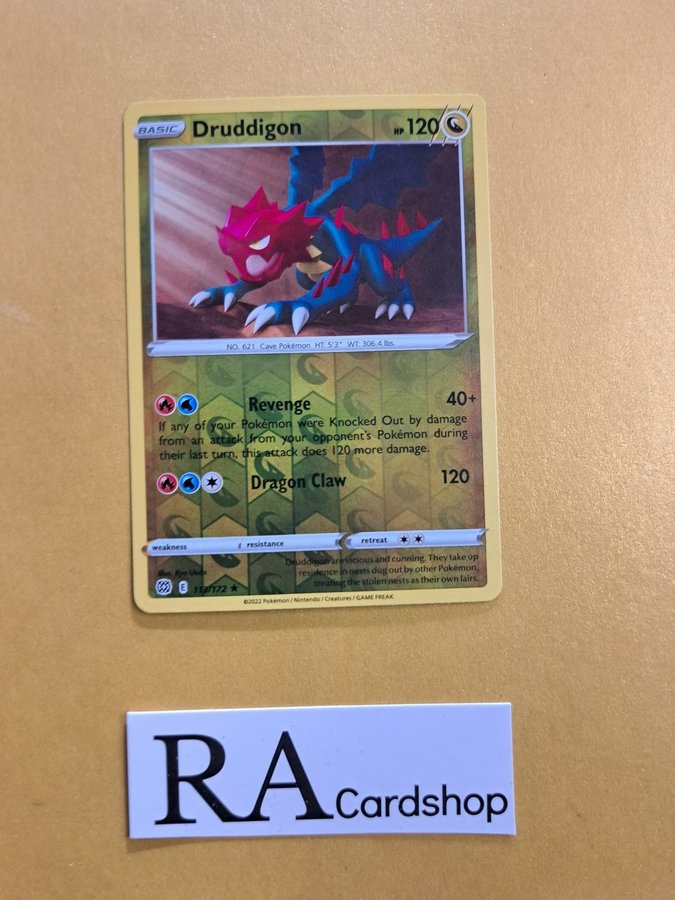 BASIC Druddigon HP 120
NO. 621 Cave Pokémon HT: 5'3" WT: 306.4 lbs.
Revenge 40+
If any of your Pokémon were Knocked Out by damage
from an attack from your opponent's Pokémon during
their last turn, this attack does 120 more damage.
Dragon Claw 120
weakness resistance retreat
Druddigon are vicious and cunning. They take up
Illus. Ryo Ueda residence in nests dug out by other Pokémon,
treating the stolen nests as their own lairs.
E /172 ★
©2022 Pokémon / Nintendo / Creatures / GAME FREAK
RA Cardshop